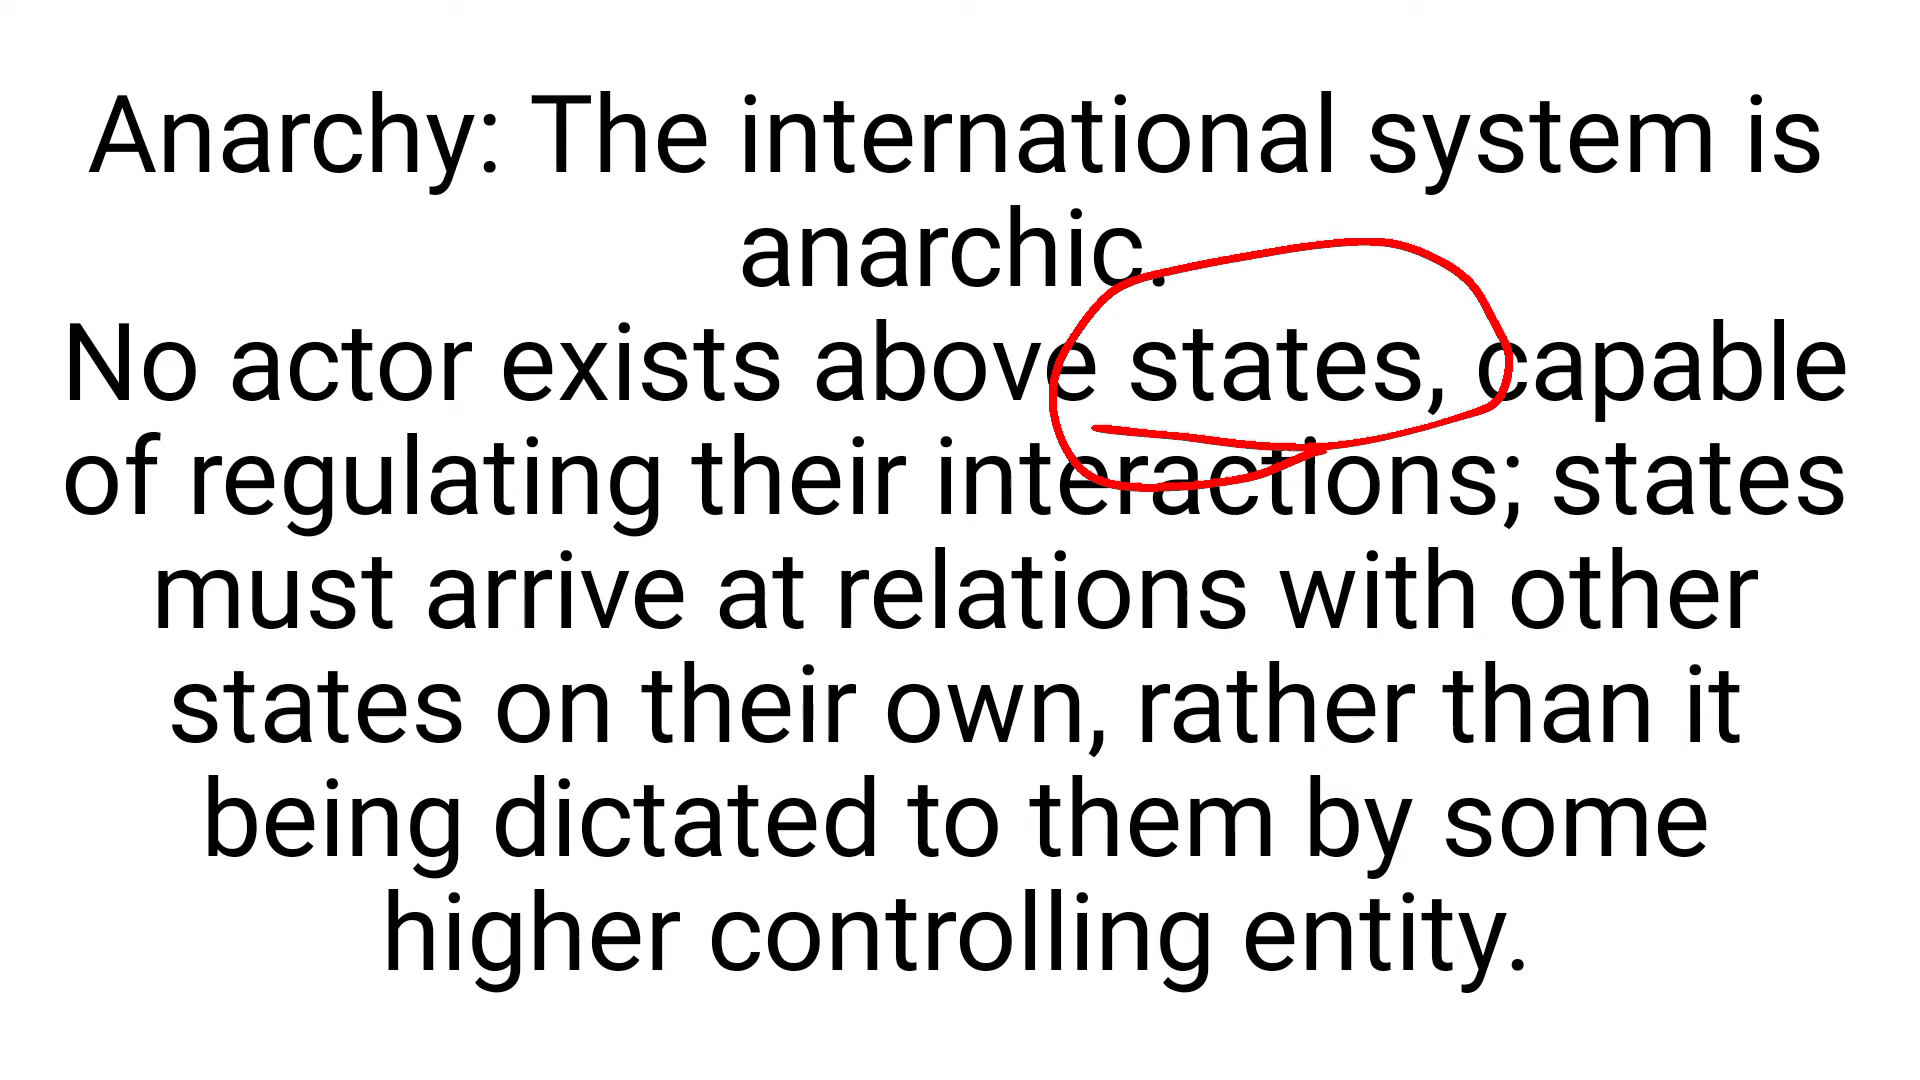 Anarchy: The international system is
anarchic.
No actor exists above states, capable
of regulating their interactions; states
must arrive at relations with other
states on their own, rather than it
being dictated to them by some
higher controlling entity.